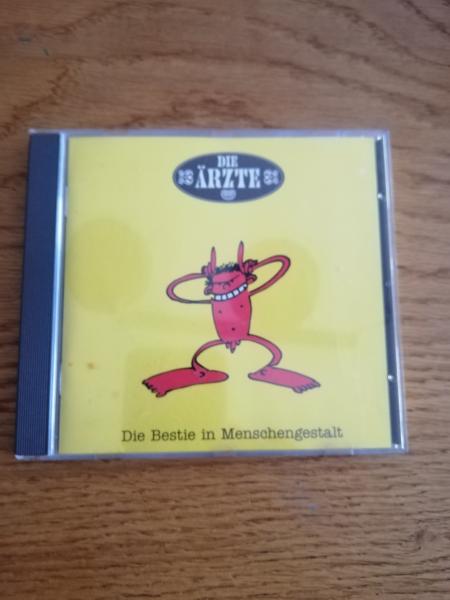 DIE
ÄRZTE
Die Bestie in Menschengestalt